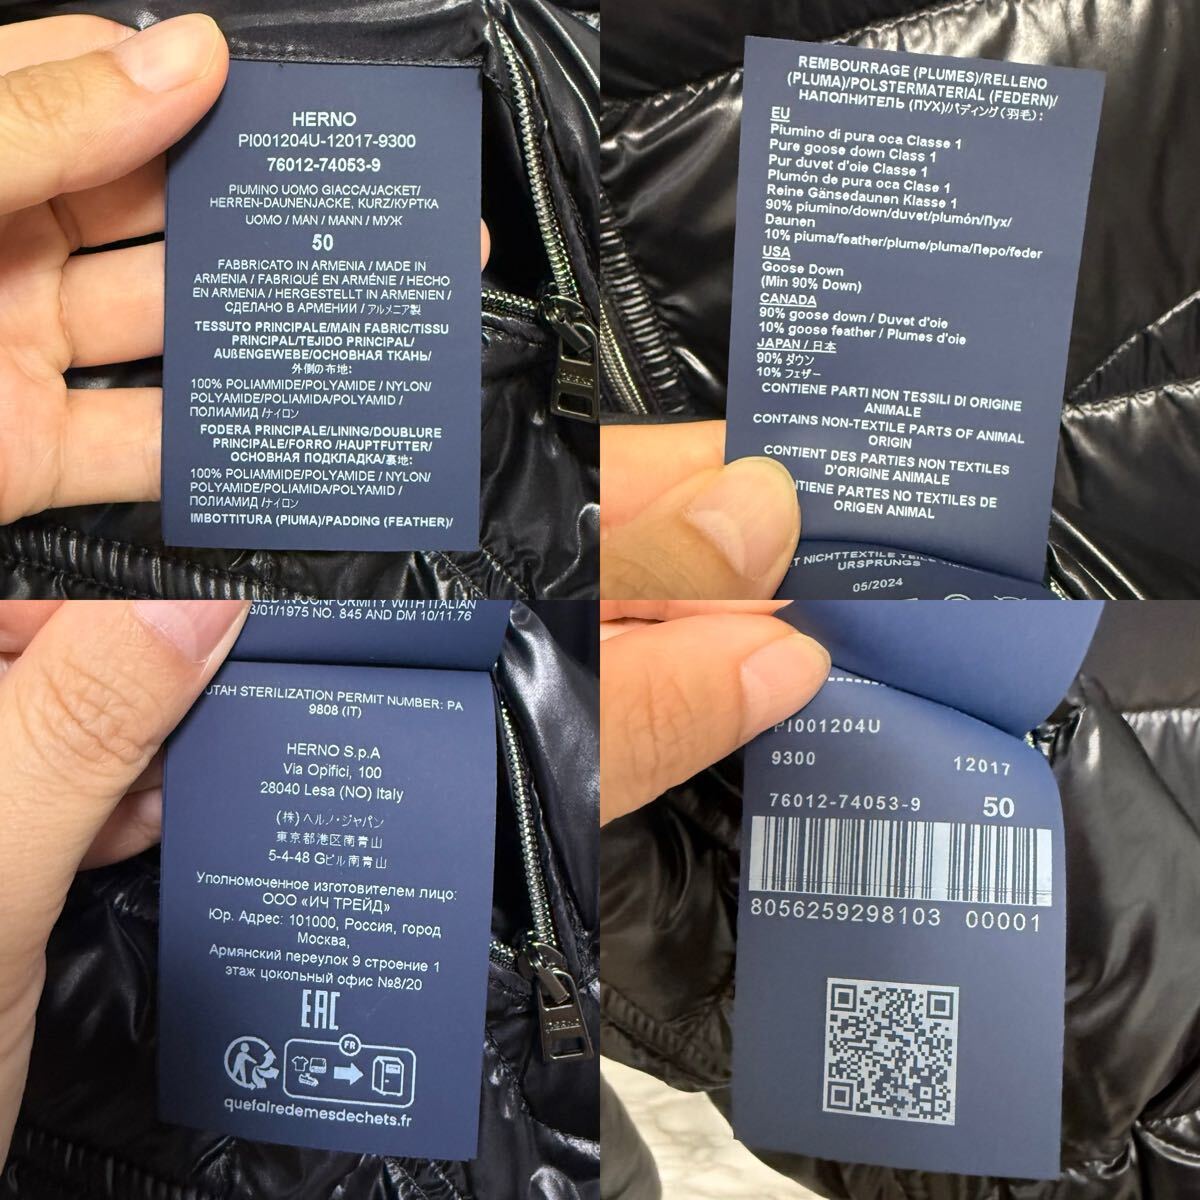 HERNO
PI001204U-12017-9300
76012-74053-9
PIUMINO UOMO GIACCA/JACKET/
HERREN-DAUNENJACKE, KURZ/КУРТКА
UOMO / MAN / MANN / МУЖ
50
FABBRICATO IN ARMENIA / MADE IN
ARMENIA / FABRIQUÉ EN ARMÉNIE / HECHO
EN ARMENIA / HERGESTELLT IN ARMENIEN /
СДЕЛАНО В АРМЕНИИ / アルメニア製
TESSUTO PRINCIPALE/MAIN FABRIC/TISSU
PRINCIPAL/TEJIDO PRINCIPAL/
AUßENGEWEBE/ОСНОВНАЯ ТКАНЬ/
外側の布地:
100% POLIAMMIDE/POLYAMIDE / NYLON/
POLYAMIDE/POLIAMIDA/POLYAMID /
ПОЛИАМИД /ナイロン
FODERA PRINCIPALE/LINING/DOUBLURE
PRINCIPALE/FORRO /HAUPTFUTTER/
ОСНОВНАЯ ПОДКЛАДКА/裏地:
100% POLIAMMIDE/POLYAMIDE / NYLON/
POLYAMIDE/POLIAMIDA/POLYAMID /
ПОЛИАМИД /ナイロン
IMBOTTITURA (PIUMA)/PADDING (FEATHER)/
HERNO
REMBOURRAGE (PLUMES)/RELLENO
(PLUMA)/POLSTERMATERIAL (FEDERN)/
НАПОЛНИТЕЛЬ (ПУХ)/パディング(羽毛):
EU
Piumino di pura oca Classe 1
Pure goose down Class 1
Pur duvet d'oie Classe 1
Plumón de pura oca Clase 1
Reine Gänsedaunen Klasse 1
90% piumino/down/duvet/plumón/Пух/
Daunen
10% piuma/feather/plume/pluma/Перо/feder
USA
Goose Down
(Min 90% Down)
CANADA
90% goose down / Duvet d'oie
10% goose feather / Plumes d'oie
JAPAN / 日本
90% ダウン
10% フェザー
CONTIENE PARTI NON TESSILI DI ORIGINE
ANIMALE
CONTAINS NON-TEXTILE PARTS OF ANIMAL
ORIGIN
CONTIENT DES PARTIES NON TEXTILES
D'ORIGINE ANIMALE
TIENE PARTES NO TEXTILES DE
ORIGEN ANIMAL
NICHTTEXTILE
URSPRUNGS
05/2024
IN CONFORMITY WITH ITALIAN
/01/1975 NO. 845 AND DM 10/11.76
UTAH STERILIZATION PERMIT NUMBER: PA
9808 (IT)
HERNO S.p.A
Via Opifici, 100
28040 Lesa (NO) Italy
(株)ヘルノ・ジャパン
東京都港区南青山
5-4-48 Gビル南青山
Уполномоченное изготовителем лицо:
ООО «ИЧ ТРЕЙД»
Юр. Адрес: 101000, Россия, город
Москва,
Армянский переулок 9 строение 1
этаж цокольный офис №8/20
EAC
FR
quefairedemesdechets.fr
HERNO
PI001204U
9300 12017
76012-74053-9 50
8056259298103 00001